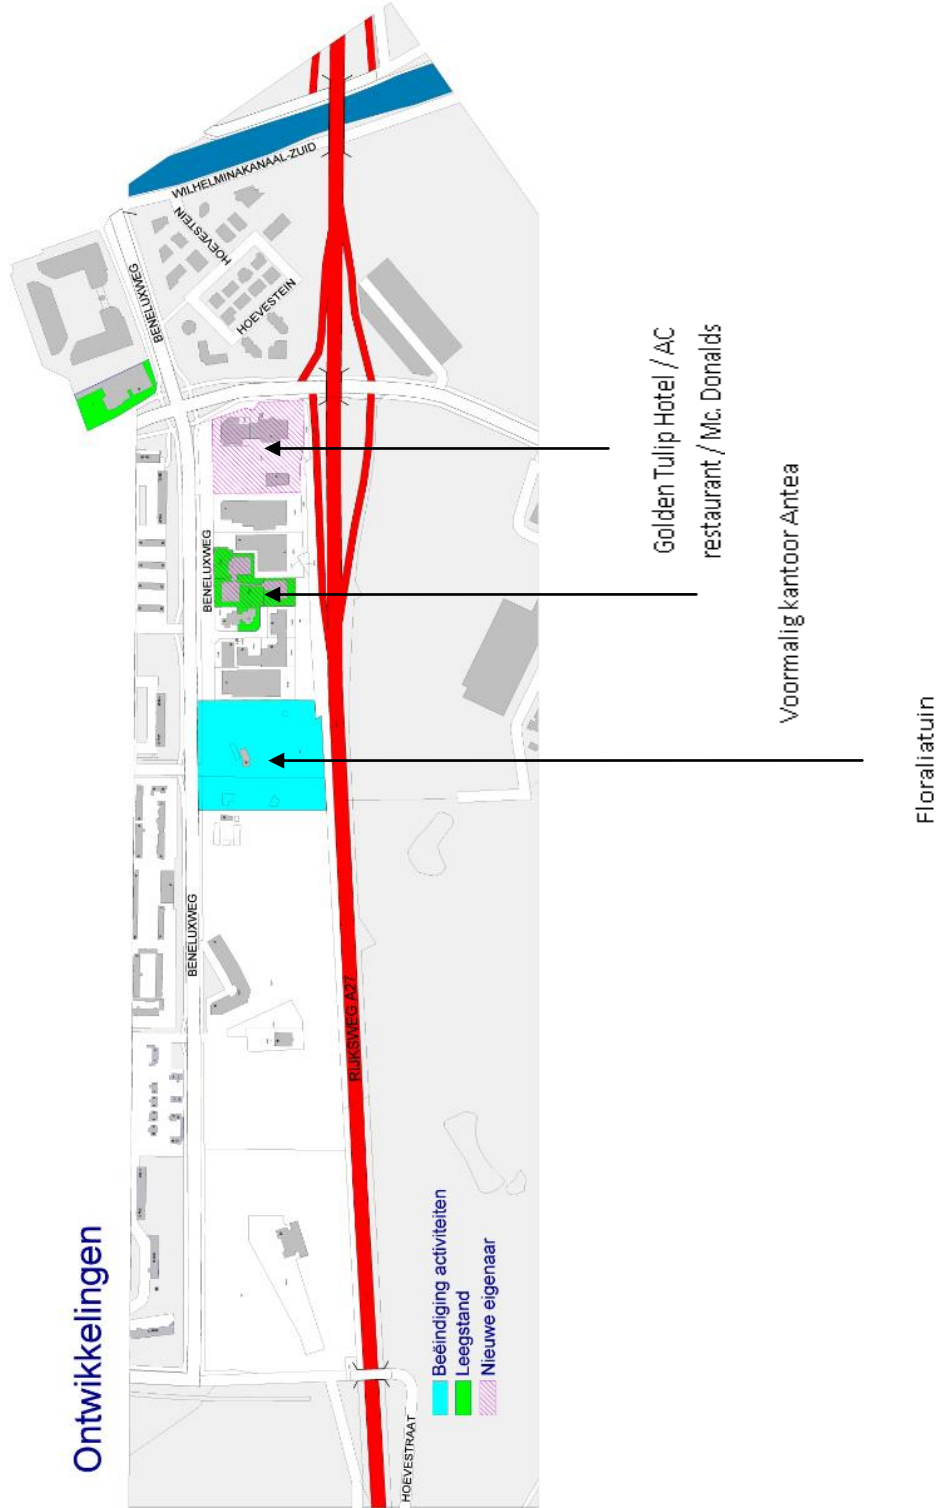 Ontwikkelingen
WILHELMINAKANAAL-ZUID
HOEVESTEIN
HOEVESTEIN
BENELUXWEG
BENELUXWEG
BENELUXWEG
RIJKSWEG A27
HOEVESTRAAT
Beëindiging activiteiten
Leegstand
Nieuwe eigenaar
Golden Tulip Hotel / AC
restaurant / Mc. Donalds
Voormalig kantoor Antea
Floraliatuin